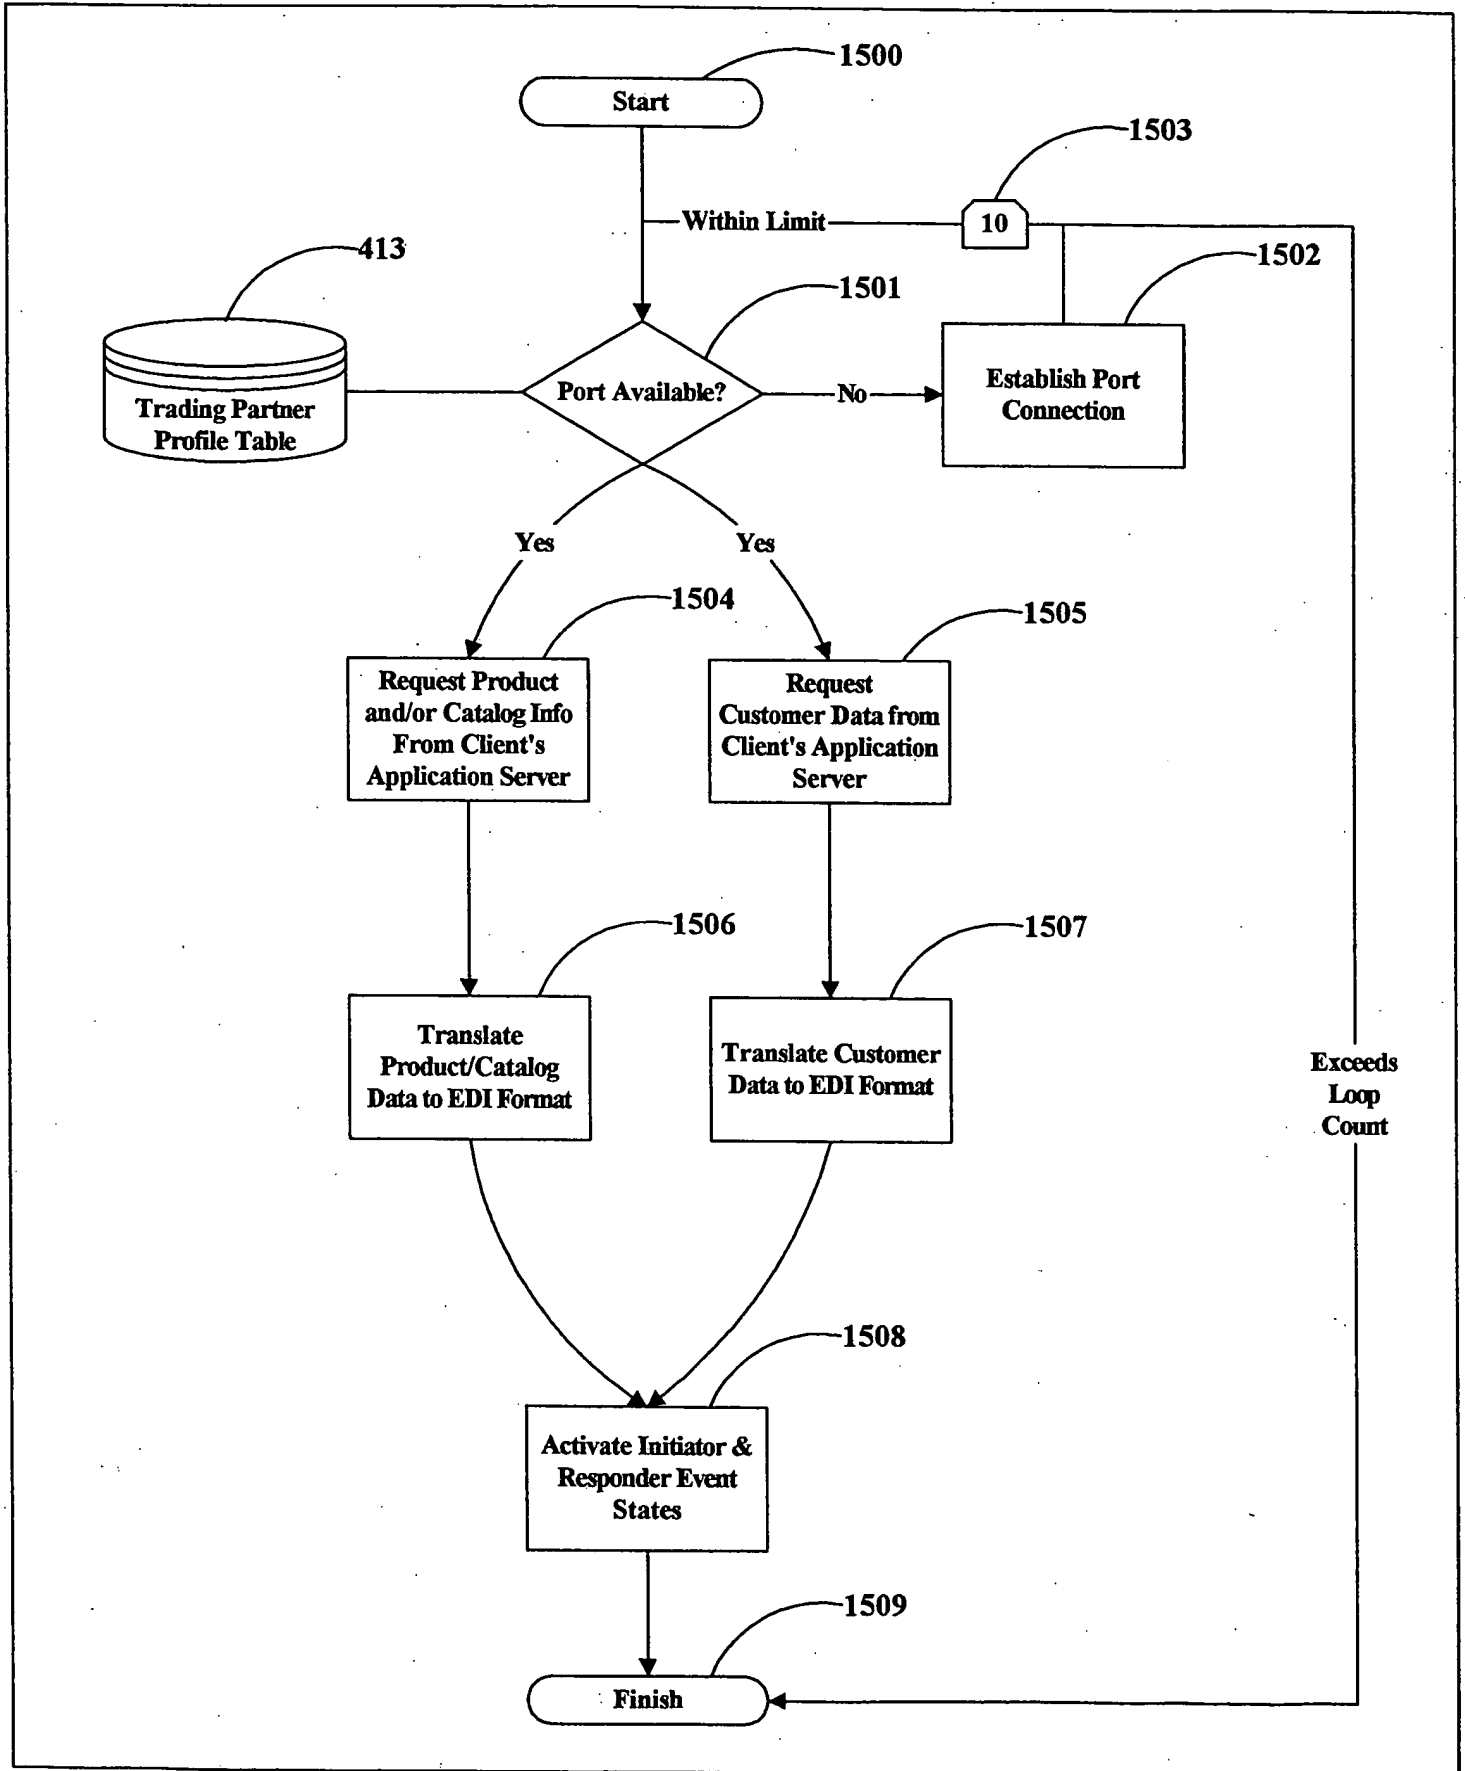 1500
Start
1503
Within Limit
10
413
1501
1502
Trading Partner
Profile Table
Port Available?
No
Establish Port
Connection
Yes
Yes
1504
1505
Request Product
and/or Catalog Info
From Client's
Application Server
Request
Customer Data from
Client's Application
Server
1506
1507
Translate
Product/Catalog
Data to EDI Format
Translate Customer
Data to EDI Format
Exceeds
Loop
Count
1508
Activate Initiator &
Responder Event
States
1509
Finish